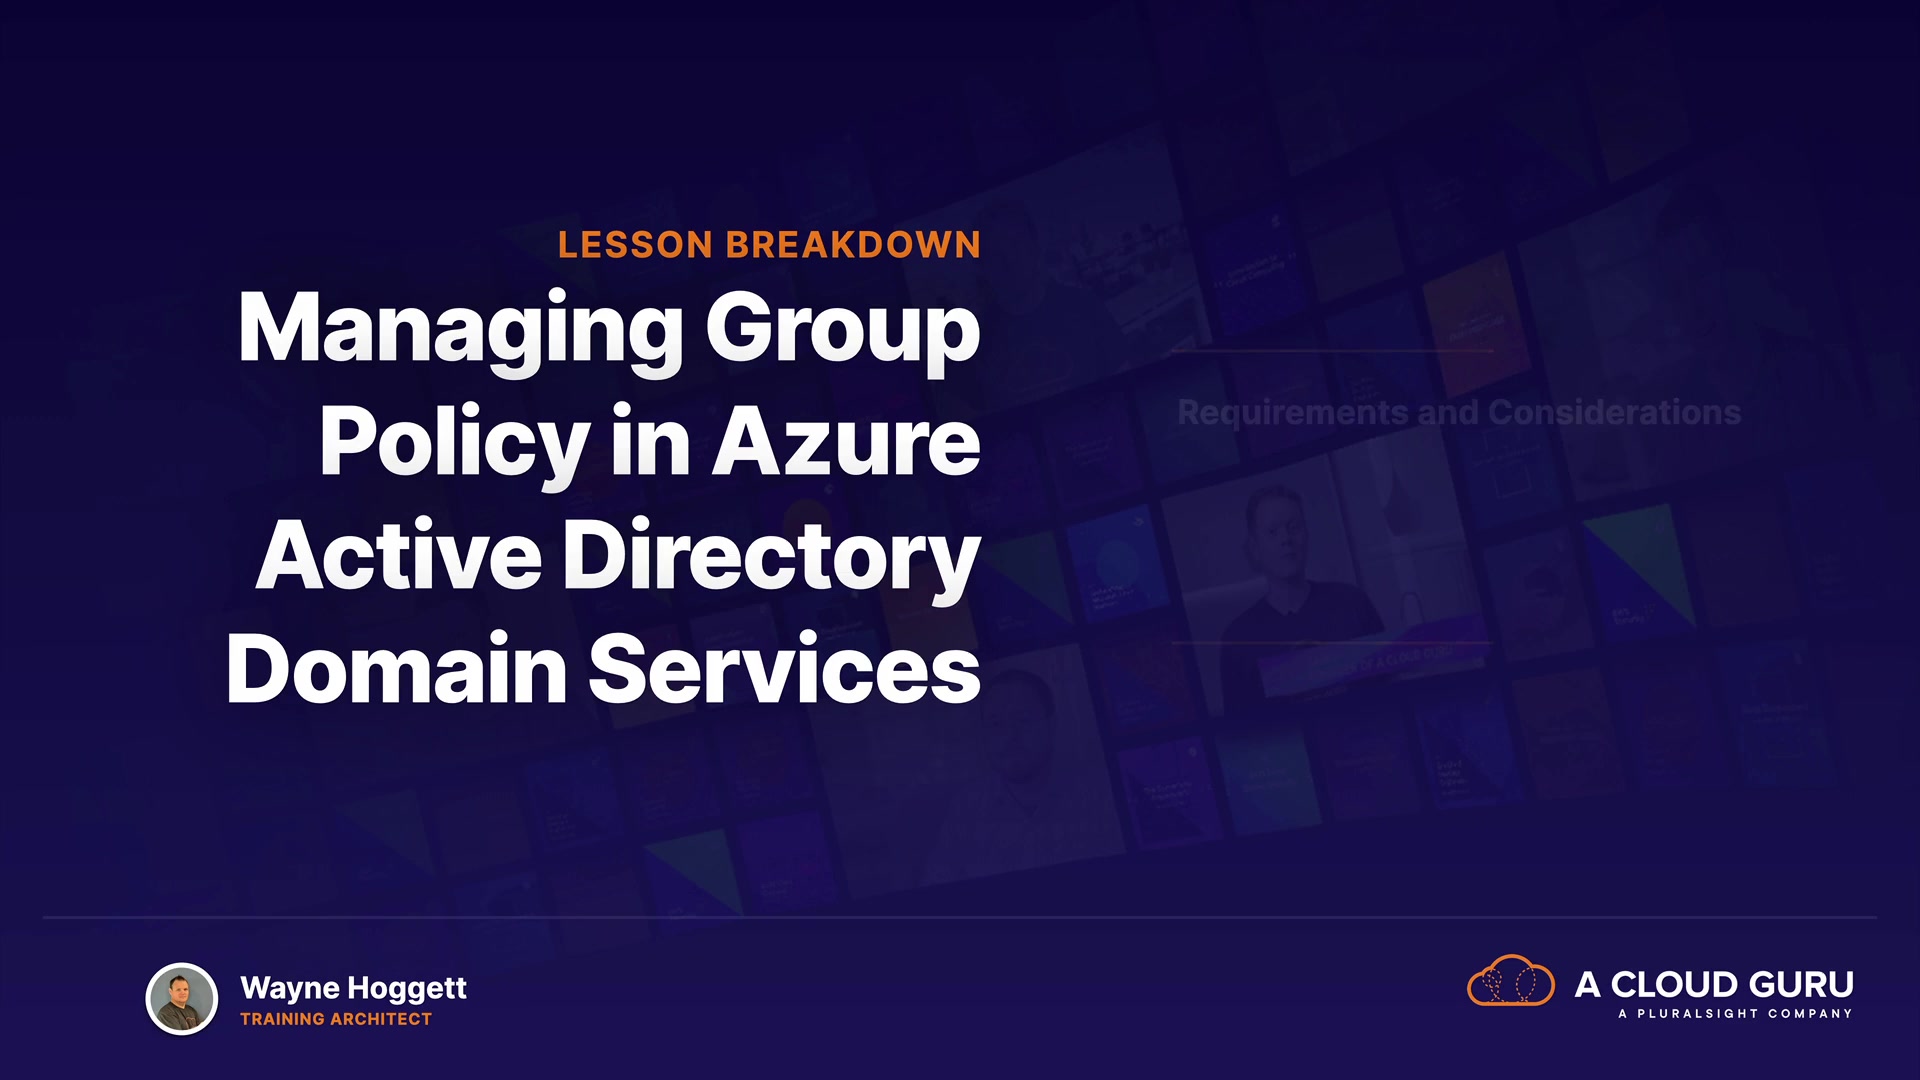 LESSON BREAKDOWN
Managing Group
Policy in Azure
Active Directory
Domain Services
Requirements and Considerations
Wayne Hoggett
TRAINING ARCHITECT
A CLOUD GURU
A PLURALSIGHT COMPANY